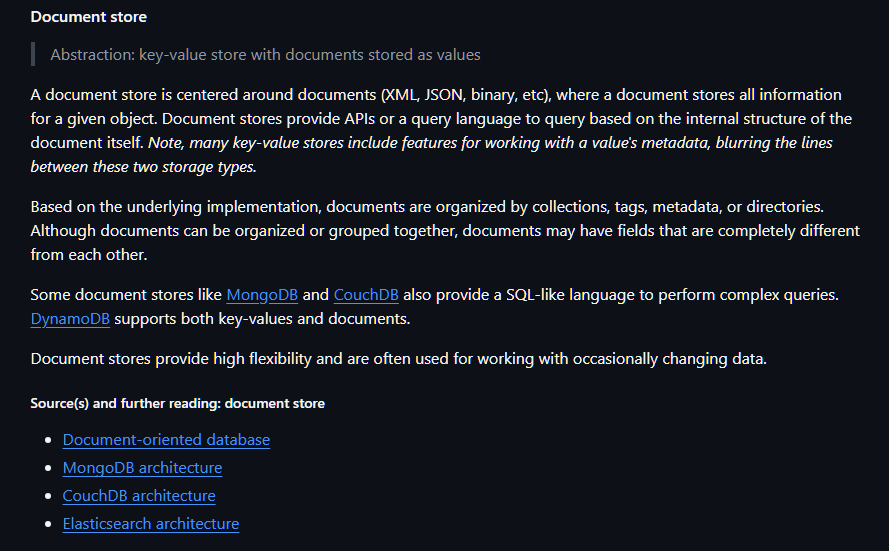 Document store
Abstraction: key-value store with documents stored as values
A document store is centered around documents (XML, JSON, binary, etc), where a document stores all information
for a given object. Document stores provide APIs or a query language to query based on the internal structure of the
document itself. Note, many key-value stores include features for working with a value's metadata, blurring the lines
between these two storage types.
Based on the underlying implementation, documents are organized by collections, tags, metadata, or directories.
Although documents can be organized or grouped together, documents may have fields that are completely different
from each other.
Some document stores like MongoDB and CouchDB also provide a SQL-like language to perform complex queries.
DynamoDB supports both key-values and documents.
Document stores provide high flexibility and are often used for working with occasionally changing data.
Source(s) and further reading: document store
• Document-oriented database
• MongoDB architecture
• CouchDB architecture
• Elasticsearch architecture